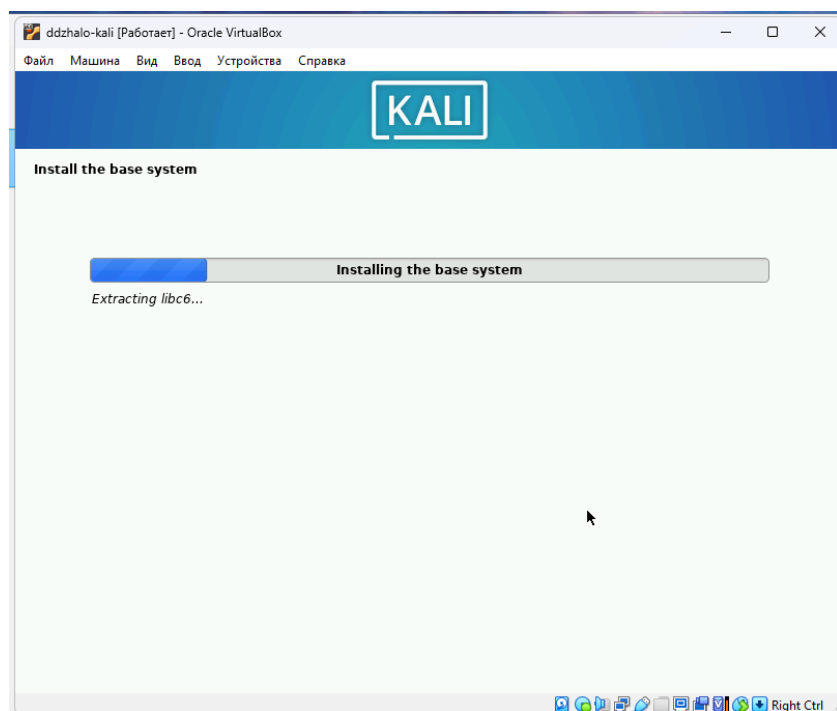 ddzhalo-kali [Работает] - Oracle VirtualBox
Файл Машина Вид Ввод Устройства Справка
KALI
Install the base system
Installing the base system
Extracting libc6...
Right Ctrl